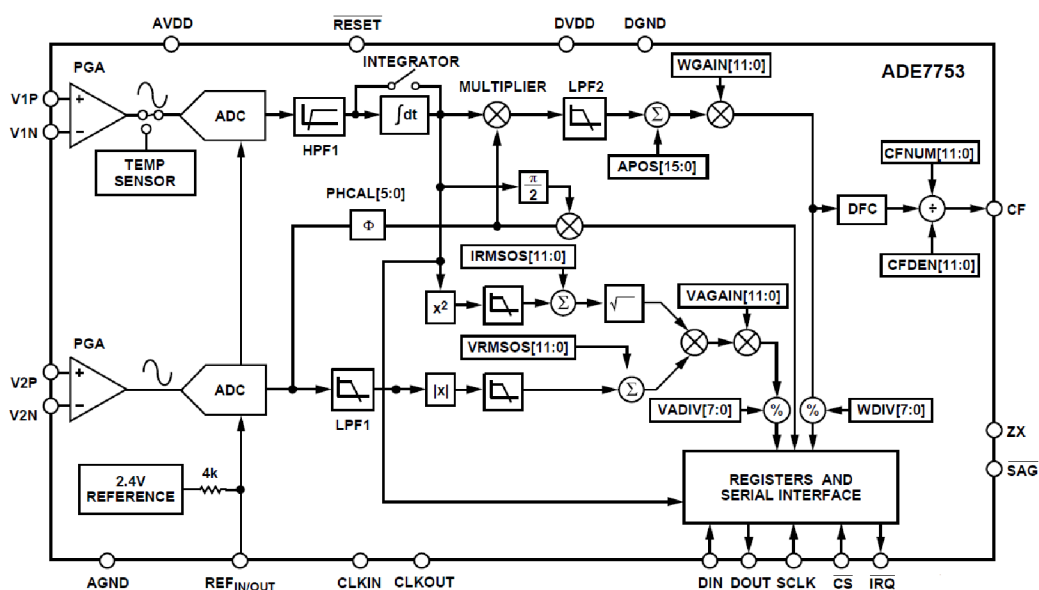 AVDD
RESET
DVDD
DGND
PGA
INTEGRATOR
MULTIPLIER
LPF2
WGAIN[11:0]
ADE7753
V1P
+
V1N
−
ADC
HPF1
∫dt
Σ
TEMP
SENSOR
APOS[15:0]
CFNUM[11:0]
PHCAL[5:0]
π
2
DFC
÷
CF
Φ
IRMSOS[11:0]
CFDEN[11:0]
x²
Σ
√
VAGAIN[11:0]
PGA
VRMSOS[11:0]
V2P
+
V2N
−
ADC
LPF1
|x|
Σ
VADIV[7:0]
%
%
WDIV[7:0]
ZX
2.4V
REFERENCE
4k
REGISTERS AND
SERIAL INTERFACE
SAG
AGND
REFIN/OUT
CLKIN
CLKOUT
DIN
DOUT
SCLK
CS
IRQ